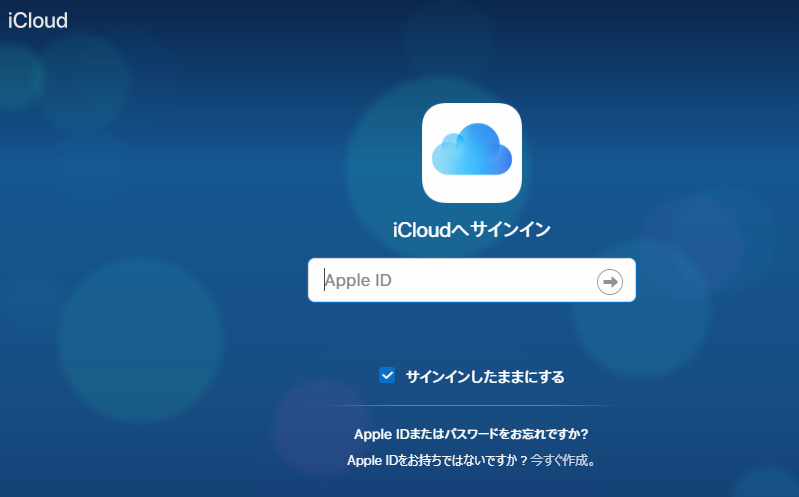 iCloud
iCloudへサインイン
Apple ID
サインインしたままにする
Apple IDまたはパスワードをお忘れですか?
Apple IDをお持ちではないですか？今すぐ作成。